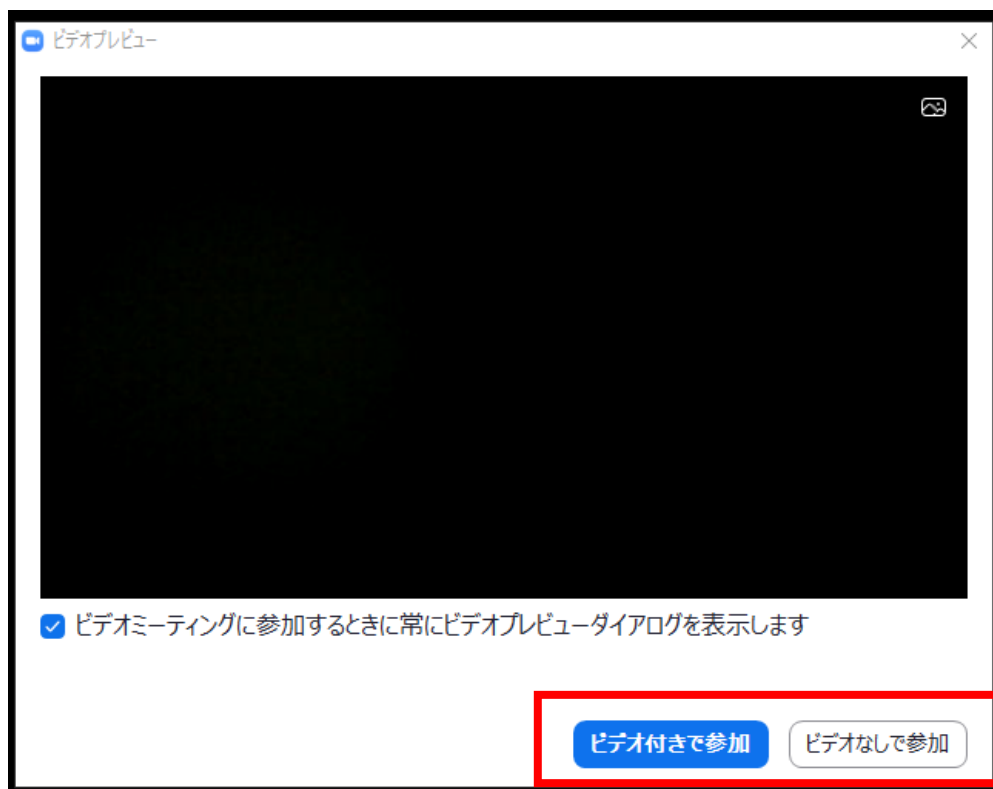 ビデオプレビュー
ビデオミーティングに参加するときに常にビデオプレビューダイアログを表示します
ビデオ付きで参加
ビデオなしで参加